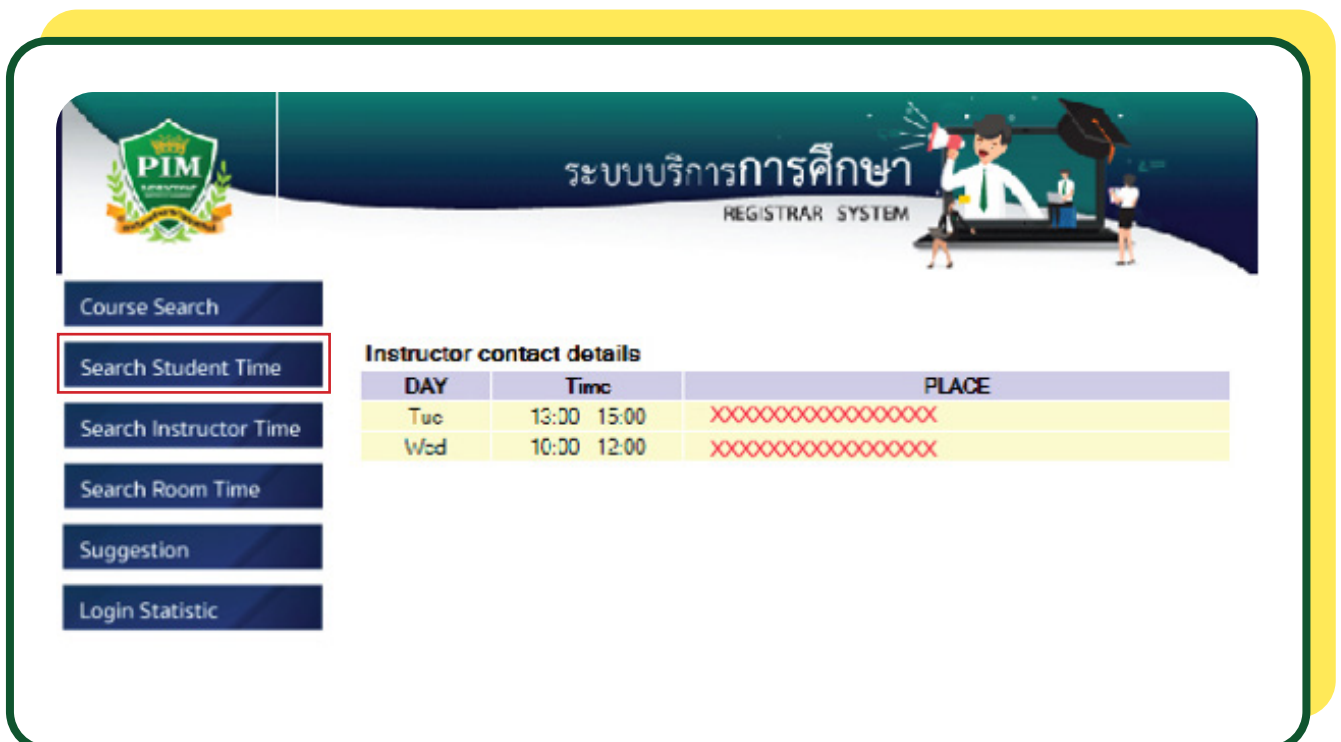 PIM
ระบบบริการการศึกษา
REGISTRAR SYSTEM
Course Search
Search Student Time
Search Instructor Time
Search Room Time
Suggestion
Login Statistic
Instructor contact details
DAY Time PLACE
Tue 13:00 15:00 XXXXXXXXXXXXXXXXX
Wed 10:00 12:00 XXXXXXXXXXXXXXXXX